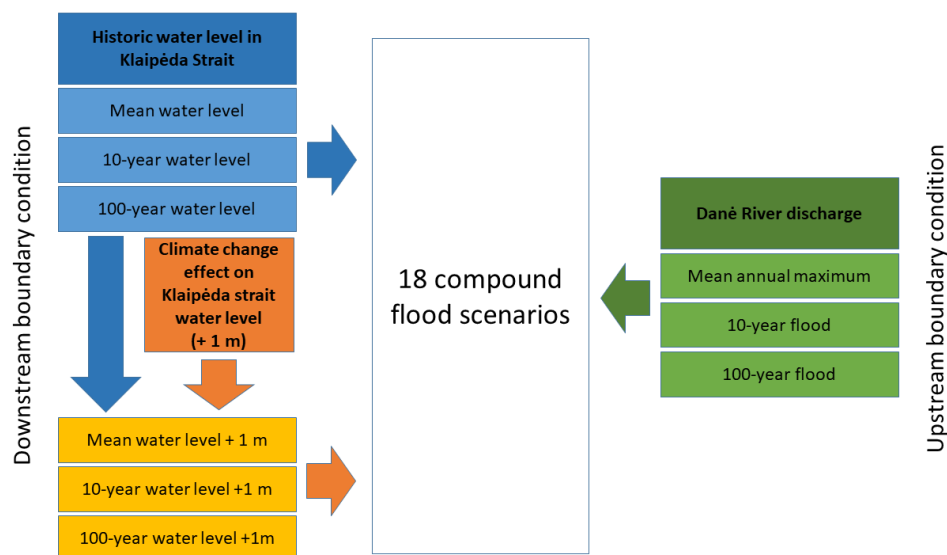 Downstream boundary condition
Historic water level in
Klaipėda Strait
Mean water level
10-year water level
100-year water level
Climate change
effect on
Klaipėda strait
water level
(+ 1 m)
Mean water level + 1 m
10-year water level +1 m
100-year water level +1m
18 compound
flood scenarios
Danė River discharge
Mean annual maximum
10-year flood
100-year flood
Upstream boundary condition